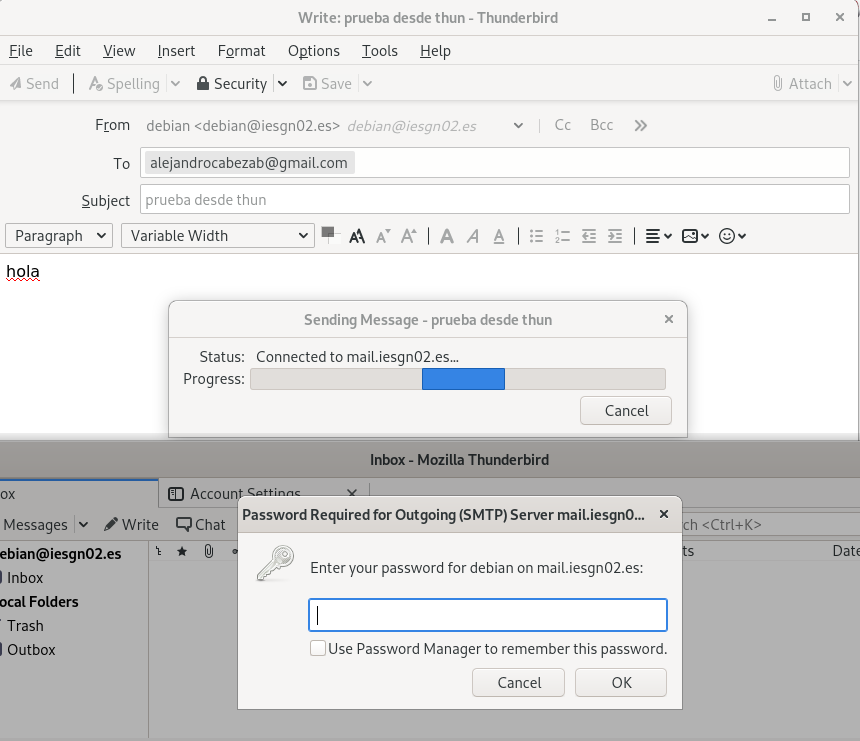 Write: prueba desde thun - Thunderbird
File Edit View Insert Format Options Tools Help
Send Spelling Security Save Attach
From debian <debian@iesgn02.es> debian@iesgn02.es Cc Bcc
To alejandrocabezab@gmail.com
Subject prueba desde thun
Paragraph Variable Width
hola
Sending Message - prueba desde thun
Status: Connected to mail.iesgn02.es...
Progress:
Cancel
Inbox - Mozilla Thunderbird
ox Account Settings
Messages Write Chat ch <Ctrl+K>
ebian@iesgn02.es ts Date
Inbox
ocal Folders
Trash
Outbox
Password Required for Outgoing (SMTP) Server mail.iesgn0...
Enter your password for debian on mail.iesgn02.es:
Use Password Manager to remember this password.
Cancel OK